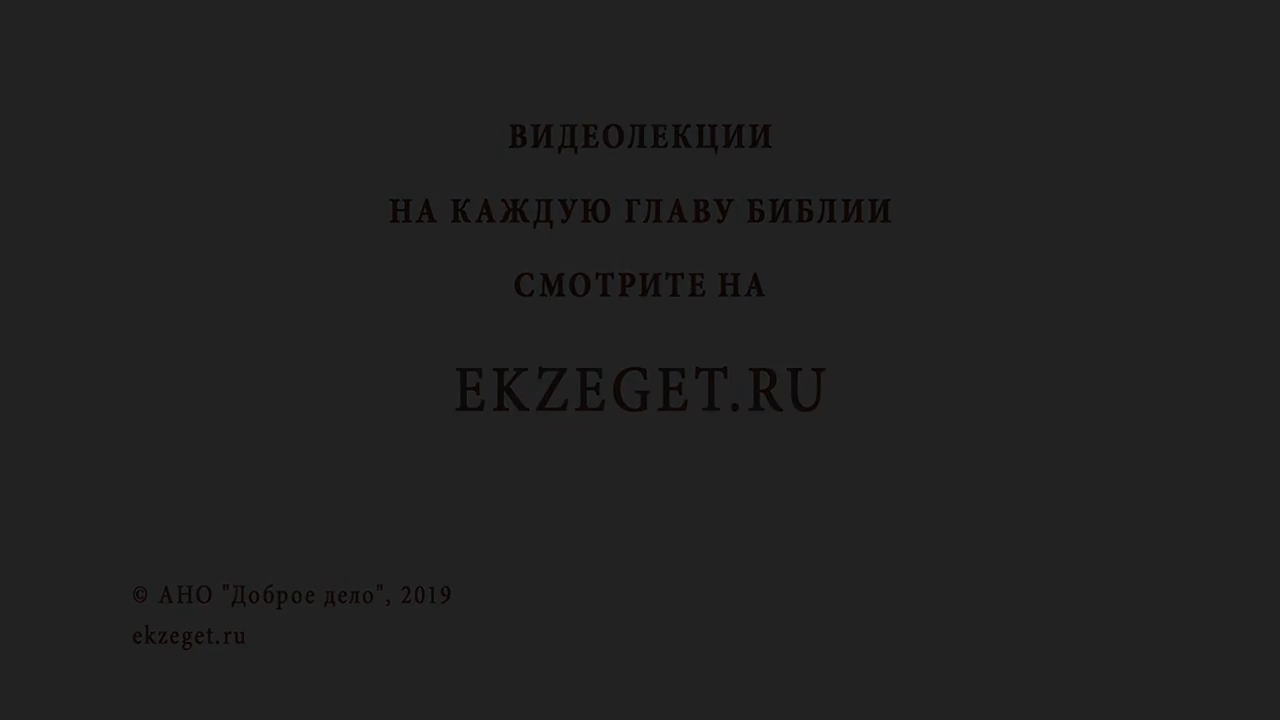 ВИДЕОЛЕКЦИИ
НА КАЖДУЮ ГЛАВУ БИБЛИИ
СМОТРИТЕ НА
EKZEGET.RU
© АНО "Доброе дело", 2019
ekzeget.ru